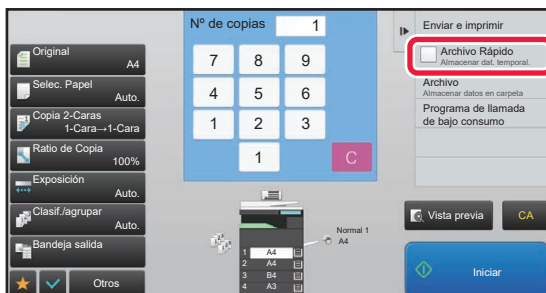 Original
A4
Selec. Papel
Auto.
Copia 2-Caras
1-Cara→1-Cara
Ratio de Copia
100%
Exposición
Auto.
Clasif./agrupar
Auto.
Bandeja salida
Otros
Nº de copias 1
7 8 9
4 5 6
1 2 3
1 C
Normal 1
A4
1 A4
2 A4
3 B4
4 A3
Enviar e imprimir
Archivo Rápido
Almacenar dat. temporal.
Archivo
Almacenar datos en carpeta
Programa de llamada
de bajo consumo
Vista previa CA
Iniciar